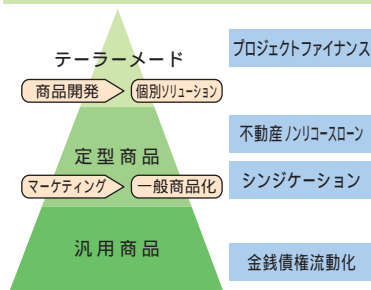 テーラーメード
プロジェクトファイナンス
商品開発
個別ソリューション
不動産ノンリコースローン
定型商品
マーケティング
一般商品化
シンジケーション
汎用商品
金銭債権流動化